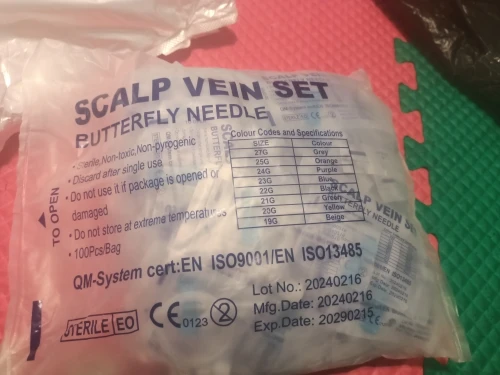 SCALP VEIN SET
BUTTERFLY NEEDLE
• Sterile,Non-toxic,Non-pyrogenic
• Discard after single use
• Do not use it if package is opened or
damaged
• Do not store at extreme temperatures
• 100Pcs/Bag
TO OPEN
Colour Codes and Specifications
SIZE Colour
27G Grey
25G Orange
24G Purple
23G Blue
22G Black
21G Green
20G Yellow
19G Beige
SCALP VEIN SET
BUTTERFLY NEEDLE
QM-System cert:EN ISO9001/EN ISO13485
STERILE EO
CE 0123
2
Lot No.: 20240216
Mfg.Date: 20240216
Exp.Date: 20290215